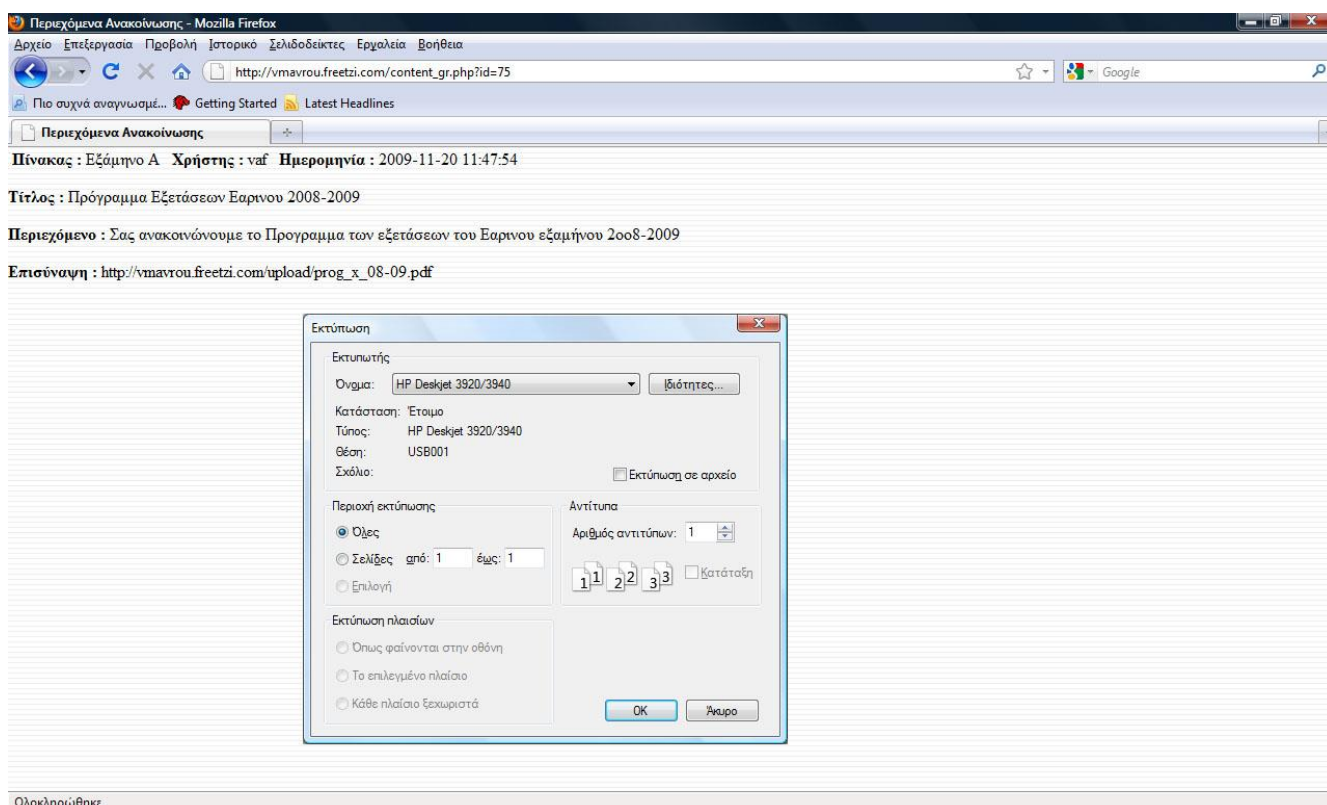 Περιεχόμενα Ανακοίνωσης - Mozilla Firefox
Αρχείο Επεξεργασία Προβολή Ιστορικό Σελιδοδείκτες Εργαλεία Βοήθεια
http://vmavrou.freetzi.com/content_gr.php?id=75 Google
Πιο συχνά αναγνωσμέ... Getting Started Latest Headlines
Περιεχόμενα Ανακοίνωσης
Πίνακας : Εξάμηνο Α Χρήστης : vaf Ημερομηνία : 2009-11-20 11:47:54
Τίτλος : Πρόγραμμα Εξετάσεων Εαρινου 2008-2009
Περιεχόμενο : Σας ανακοινώνουμε το Προγραμμα των εξετάσεων του Εαρινου εξαμήνου 2οο8-2009
Επισύναψη : http://vmavrou.freetzi.com/upload/prog_x_08-09.pdf
Εκτύπωση
Εκτυπωτής
Όνομα: HP Deskjet 3920/3940 Ιδιότητες...
Κατάσταση: Έτοιμο
Τύπος: HP Deskjet 3920/3940
Θέση: USB001
Σχόλιο: Εκτύπωση σε αρχείο
Περιοχή εκτύπωσης Αντίτυπα
Όλες Αριθμός αντιτύπων: 1
Σελίδες από: 1 έως: 1
1 1 2 2 3 3 Κατάταξη
Επιλογή
Εκτύπωση πλαισίων
Όπως φαίνονται στην οθόνη
Το επιλεγμένο πλαίσιο
Κάθε πλαίσιο ξεχωριστά
OK Άκυρο
Ολοκληρώθηκε